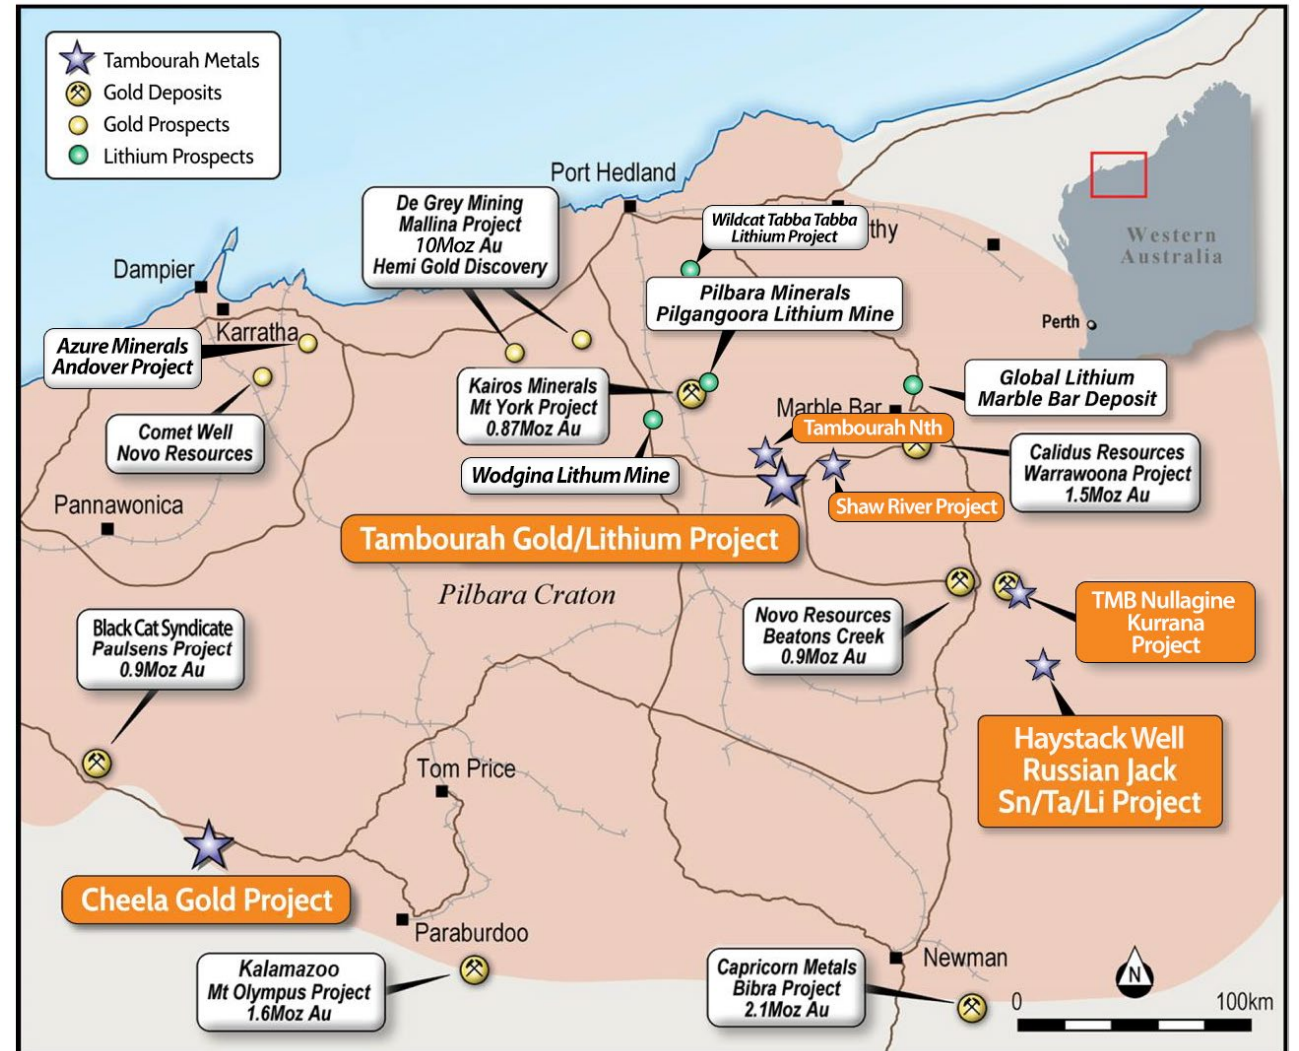 Tambourah Metals
Gold Deposits
Gold Prospects
Lithium Prospects
Port Hedland
De Grey Mining
Mallina Project
10Moz Au
Hemi Gold Discovery
Wildcat Tabba Tabba
Lithium Project
thy
Western
Australia
Perth
Dampier
Karratha
Pilbara Minerals
Pilgangoora Lithium Mine
Azure Minerals
Andover Project
Kairos Minerals
Mt York Project
0.87Moz Au
Global Lithium
Marble Bar Deposit
Marble Bar
Tambourah Nth
Comet Well
Novo Resources
Wodgina Lithum Mine
Calidus Resources
Warrawoona Project
1.5Moz Au
Pannawonica
Shaw River Project
Tambourah Gold/Lithium Project
Pilbara Craton
Black Cat Syndicate
Paulsens Project
0.9Moz Au
Novo Resources
Beatons Creek
0.9Moz Au
TMB Nullagine
Kurrana
Project
Haystack Well
Russian Jack
Sn/Ta/Li Project
Tom Price
Cheela Gold Project
Paraburdoo
Kalamazoo
Mt Olympus Project
1.6Moz Au
Capricorn Metals
Bibra Project
2.1Moz Au
Newman
N
0 100km